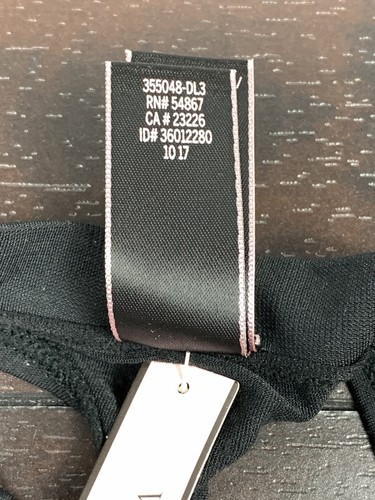 355048-DL3
RN# 54867
CA # 23226
ID# 36012280
10 17